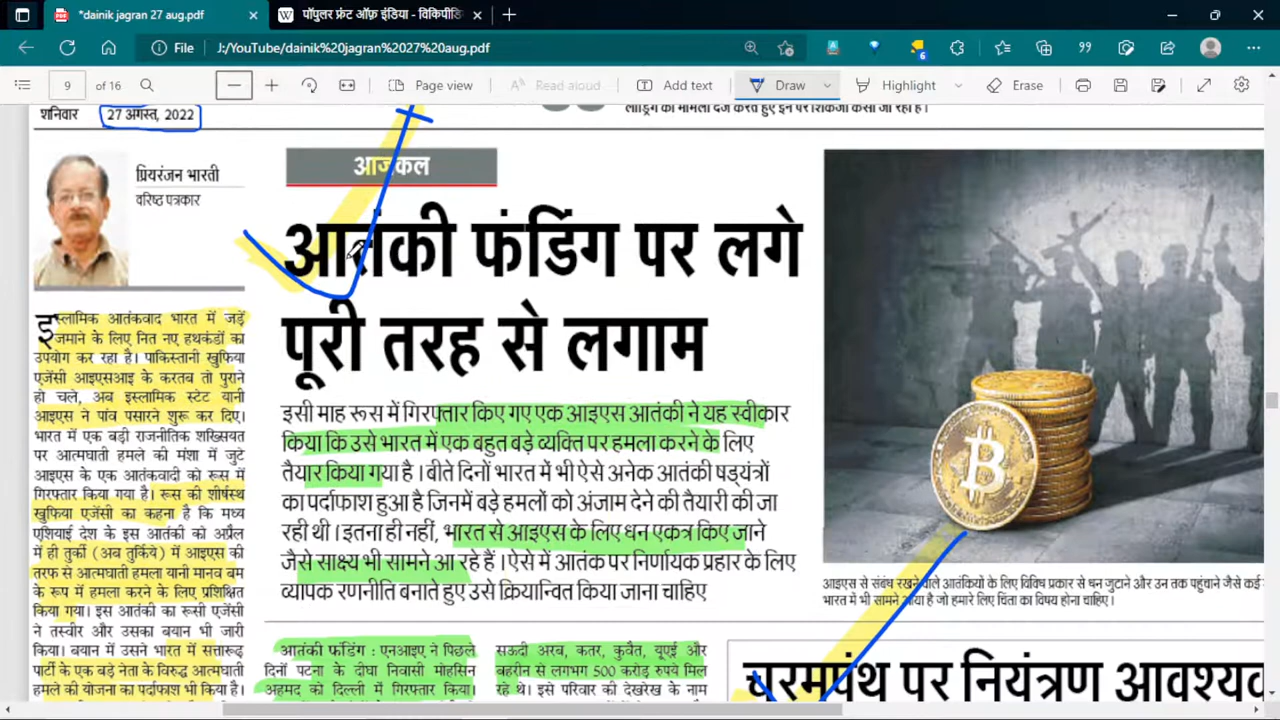 *dainik jagran 27 aug.pdf
पॉपुलर फ्रंट ऑफ़ इंडिया - विकिपीडि
File
J:/YouTube/dainik%20jagran%2027%20aug.pdf
6
9 of 16
Page view
Read aloud
Add text
Draw
Highlight
Erase
शनिवार
27 अगस्त, 2022
लांड्रिंग का मामला दर्ज करते हुए इन पर शिकंजा कसा जा रहा है।
प्रियरंजन भारती
वरिष्ठ पत्रकार
इस्लामिक आतंकवाद भारत में जड़ें
जमाने के लिए नित नए हथकंडों का
उपयोग कर रहा है। पाकिस्तानी खुफिया
एजेंसी आइएसआइ के करतब तो पुराने
हो चले, अब इस्लामिक स्टेट यानी
आइएस ने पांव पसारने शुरू कर दिए।
भारत में एक बड़ी राजनीतिक शख्सियत
पर आत्मघाती हमले की मंशा में जुटे
आइएस के एक आतंकवादी को रूस में
गिरफ्तार किया गया है। रूस की शीर्षस्थ
खुफिया एजेंसी का कहना है कि मध्य
एशियाई देश के इस आतंकी को अप्रैल
में ही तुर्की (अब तुर्किये) में आइएस की
तरफ से आत्मघाती हमला यानी मानव बम
के रूप में हमला करने के लिए प्रशिक्षित
किया गया। इस आतंकी का रूसी एजेंसी
ने तस्वीर और उसका बयान भी जारी
किया। बयान में उसने भारत में सत्तारूढ़
पार्टी के एक बड़े नेता के विरुद्ध आत्मघाती
हमले की योजना का पर्दाफाश भी किया है।
आजकल
आतंकी फंडिंग पर लगे
पूरी तरह से लगाम
इसी माह रूस में गिरफ्तार किए गए एक आइएस आतंकी ने यह स्वीकार
किया कि उसे भारत में एक बहुत बड़े व्यक्ति पर हमला करने के लिए
तैयार किया गया है। बीते दिनों भारत में भी ऐसे अनेक आतंकी षड्यंत्रों
का पर्दाफाश हुआ है जिनमें बड़े हमलों को अंजाम देने की तैयारी की जा
रही थी। इतना ही नहीं, भारत से आइएस के लिए धन एकत्र किए जाने
जैसे साक्ष्य भी सामने आ रहे हैं। ऐसे में आतंक पर निर्णायक प्रहार के लिए
व्यापक रणनीति बनाते हुए उसे क्रियान्वित किया जाना चाहिए
आतंकी फंडिंग : एनआइए ने पिछले
दिनों पटना के दीघा निवासी मोहसिन
अहमद को दिल्ली में गिरफ्तार किया।
सऊदी अरब, कतर, कुवैत, यूएई और
बहरीन से लगभग 500 करोड़ रुपये मिल
रहे थे। इसे परिवार की देखरेख के नाम
आइएस से संबंध रखने वाले आतंकियों के लिए विविध प्रकार से धन जुटाने और उन तक पहुंचाने जैसे कई
भारत में भी सामने आया है जो हमारे लिए चिंता का विषय होना चाहिए।
चरमपंथ पर नियंत्रण आवश्यक